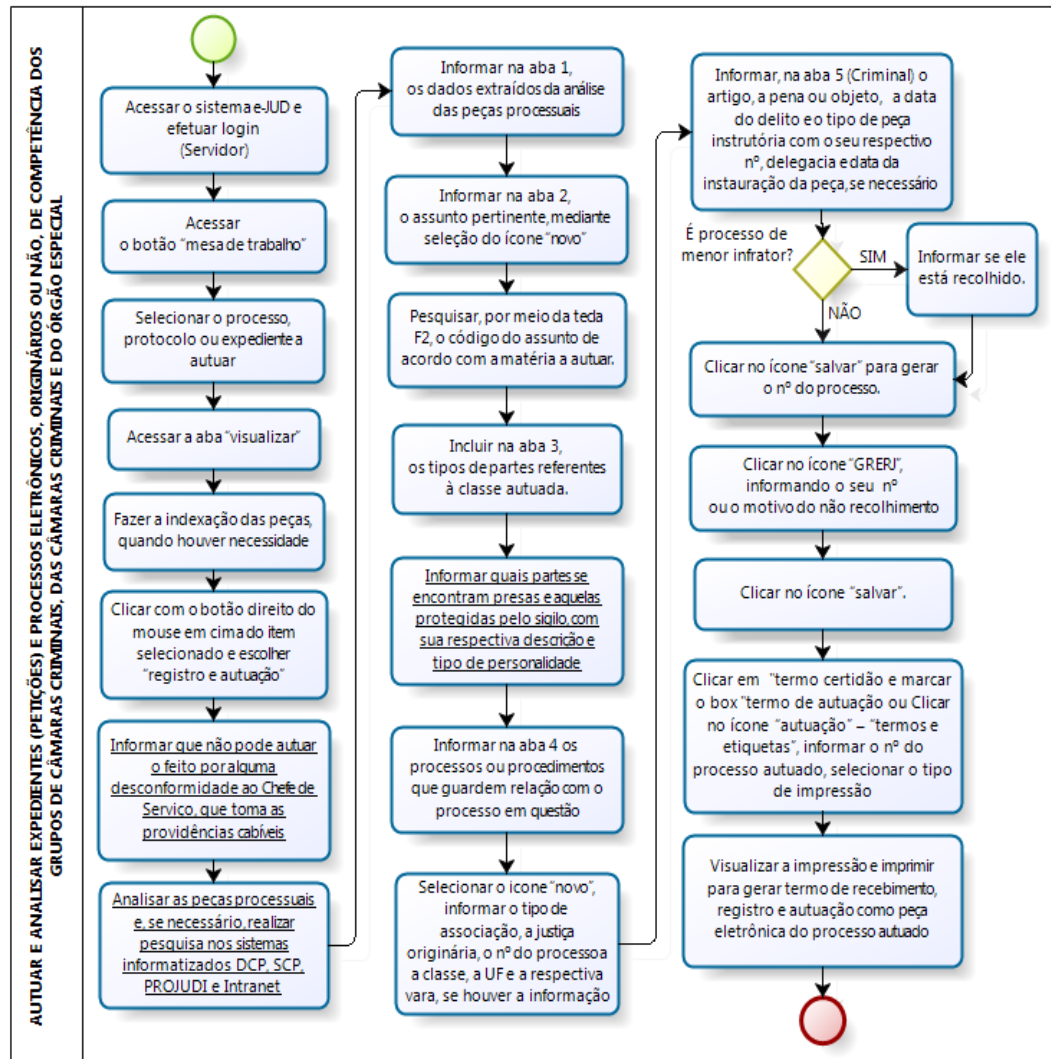 AUTUAR E ANALISAR EXPEDIENTES (PETIÇÕES) E PROCESSOS ELETRÔNICOS, ORIGINÁRIOS OU NÃO, DE COMPETÊNCIA DOS
GRUPOS DE CÂMARAS CRIMINAIS, DAS CÂMARAS CRIMINAIS E DO ÓRGÃO ESPECIAL
Acessar o sistema e-JUD e
efetuar login
(Servidor)
Acessar
o botão "mesa de trabalho"
Selecionar o processo,
protocolo ou expediente a
autuar
Acessar a aba "visualizar"
Fazer a indexação das peças,
quando houver necessidade
Clicar com o botão direito do
mouse em cima do item
selecionado e escolher
"registro e autuação"
Informar que não pode autuar
o feito por alguma
desconformidade ao Chefe de
Serviço, que toma as
providências cabíveis
Analisar as peças processuais
e, se necessário, realizar
pesquisa nos sistemas
informatizados DCP, SCP,
PROJUDI e Intranet
Informar na aba 1,
os dados extraídos da análise
das peças processuais
Informar na aba 2,
o assunto pertinente, mediante
seleção do ícone "novo"
Pesquisar, por meio da teda
F2, o código do assunto de
acordo com a matéria a autuar.
Incluir na aba 3,
os tipos de partes referentes
à classe autuada.
Informar quais partes se
encontram presas e aquelas
protegidas pelo sigilo, com
sua respectiva descrição e
tipo de personalidade
Informar na aba 4 os
processos ou procedimentos
que guardem relação com o
processo em questão
Selecionar o icone "novo",
informar o tipo de
associação, a justiça
originária, o nº do processoa
a classe, a UF e a respectiva
vara, se houver a informação
Informar, na aba 5 (Criminal) o
artigo, a pena ou objeto, a data
do delito e o tipo de peça
instrutória com o seu respectivo
nº, delegacia e data da
instauração da peça, se necessário
É processo de
menor infrator?
SIM
Informar se ele
está recolhido.
NÃO
Clicar no ícone "salvar" para gerar
o nº do processo.
Clicar no ícone "GRERJ",
informando o seu nº
ou o motivo do não recolhimento
Clicar no ícone "salvar".
Clicar em "termo certidão e marcar
o box "termo de autuação ou Clicar
no ícone "autuação" – "termos e
etiquetas", informar o nº do
processo autuado, selecionar o tipo
de impressão
Visualizar a impressão e imprimir
para gerar termo de recebimento,
registro e autuação como peça
eletrônica do processo autuado